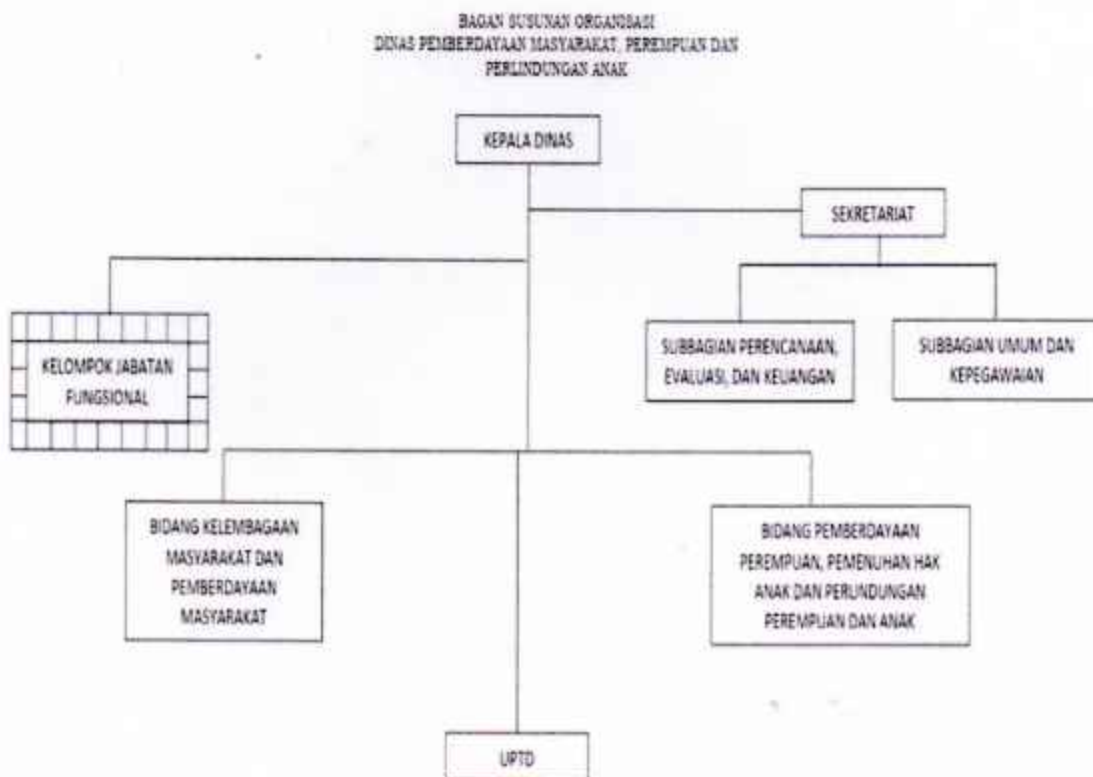 BAGAN SUSUNAN ORGANISASI
DINAS PEMBERDAYAAN MASYARAKAT, PEREMPUAN DAN
PERLINDUNGAN ANAK
KEPALA DINAS
SEKRETARIAT
SUBBAGIAN PERENCANAAN,
EVALUASI, DAN KEUANGAN
SUBBAGIAN UMUM DAN
KEPEGAWAIAN
KELOMPOK JABATAN
FUNGSIONAL
BIDANG KELEMBAGAAN
MASYARAKAT DAN
PEMBERDAYAAN
MASYARAKAT
BIDANG PEMBERDAYAAN
PEREMPUAN, PEMENUHAN HAK
ANAK DAN PERLINDUNGAN
PEREMPUAN DAN ANAK
UPTD